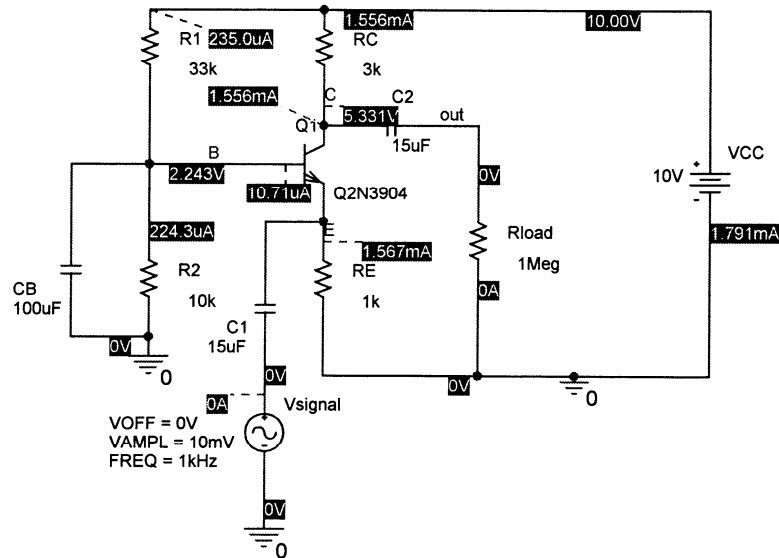 1.556mA
10.00V
R1
235.0uA
RC
33k
3k
1.556mA
C
C2
5.331V
out
Q1
15uF
B
VCC
2.243V
0V
10V
10.71uA
Q2N3904
224.3uA
E
Rload
1.791mA
1.567mA
R2
RE
1Meg
CB
10k
1k
0A
100uF
C1
15uF
0V
0
0V
0V
0
0A
Vsignal
VOFF = 0V
VAMPL = 10mV
FREQ = 1kHz
0V
0